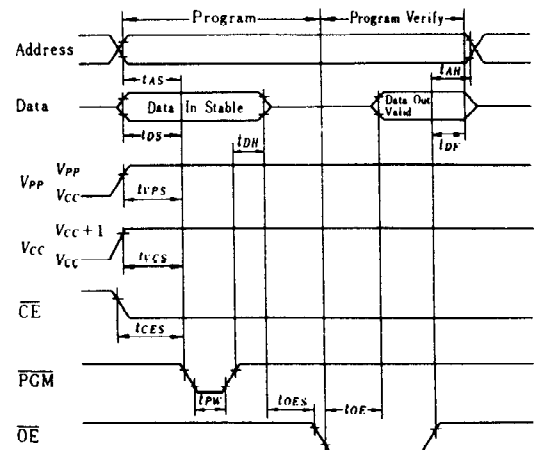 Program Program Verify
Address
tAS tAH
Data Data In Stable Data Out Valid
tDS tDH tDF
VPP VPP
VCC tVPS
VCC VCC + 1
VCC tVCS
CE
tCES
PGM
tPW tOES tOE
OE